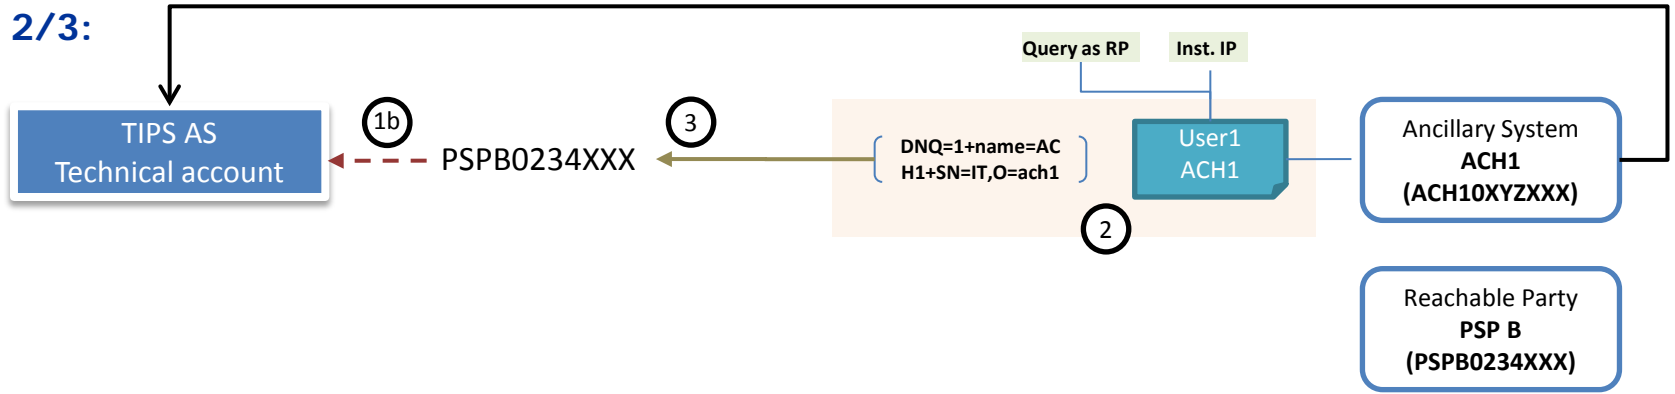 2/3:
Query as RP
Inst. IP
TIPS AS
Technical account
1b
PSPB0234XXX
3
DNQ=1+name=AC
H1+SN=IT,O=ach1
2
User1
ACH1
Ancillary System
ACH1
(ACH10XYZXXX)
Reachable Party
PSP B
(PSPB0234XXX)